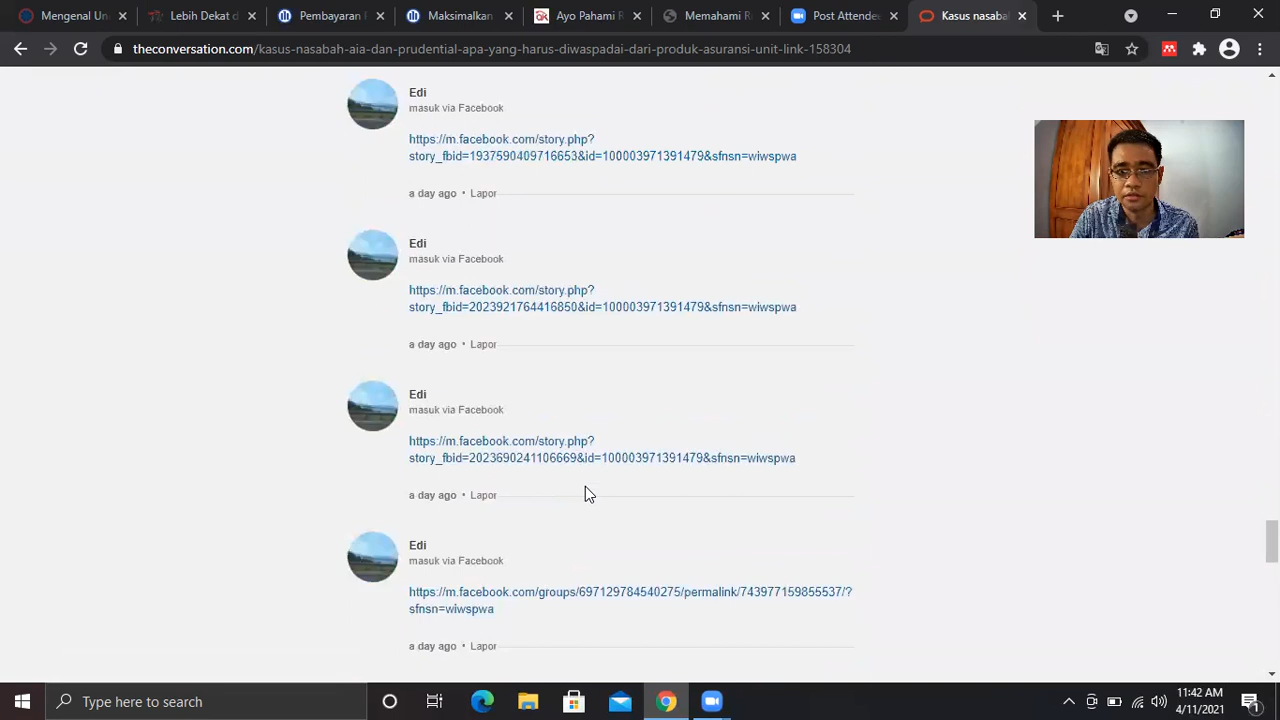 Mengenal Un
Lebih Dekat d
Pembayaran P
Maksimalkan
Ayo Pahami R
Memahami R
Post Attendee
Kasus nasabah
theconversation.com/kasus-nasabah-aia-dan-prudential-apa-yang-harus-diwaspadai-dari-produk-asuransi-unit-link-158304
Edi
masuk via Facebook
https://m.facebook.com/story.php?
story_fbid=1937590409716653&id=100003971391479&sfnsn=wiwspwa
a day ago • Lapor
Edi
masuk via Facebook
https://m.facebook.com/story.php?
story_fbid=2023921764416850&id=100003971391479&sfnsn=wiwspwa
a day ago • Lapor
Edi
masuk via Facebook
https://m.facebook.com/story.php?
story_fbid=2023690241106669&id=100003971391479&sfnsn=wiwspwa
a day ago • Lapor
Edi
masuk via Facebook
https://m.facebook.com/groups/697129784540275/permalink/743977159855537/?
sfnsn=wiwspwa
a day ago • Lapor
Type here to search
11:42 AM
4/11/2021